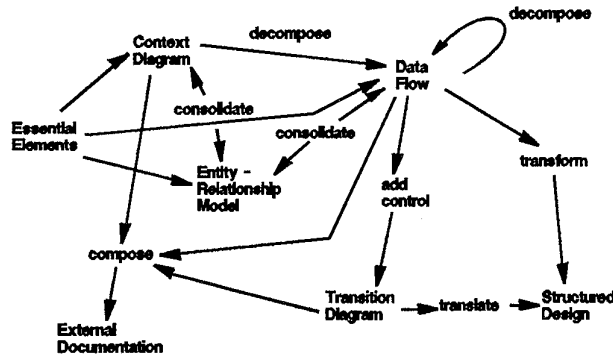 decompose
Context
Diagram
decompose
Data
Flow
consolidate
Essential
Elements
consolidate
Entity -
Relationship
Model
add
control
transform
compose
Transition
Diagram
translate
Structured
Design
External
Documentation